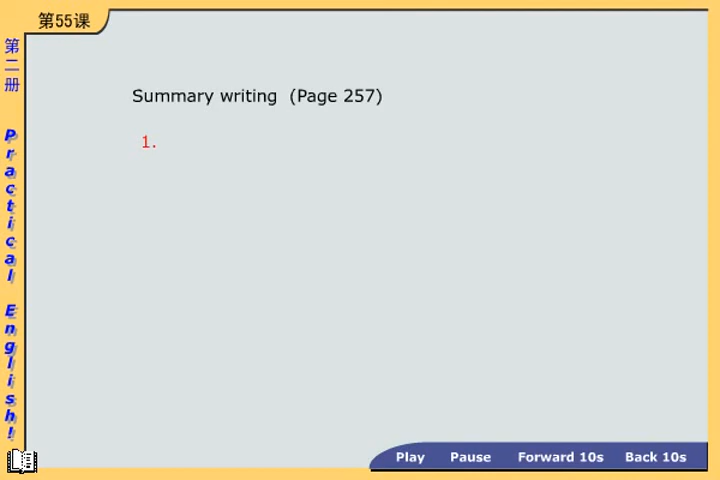 第55课
第二册 Practical English!
Summary writing (Page 257)
1.
Play Pause Forward 10s Back 10s